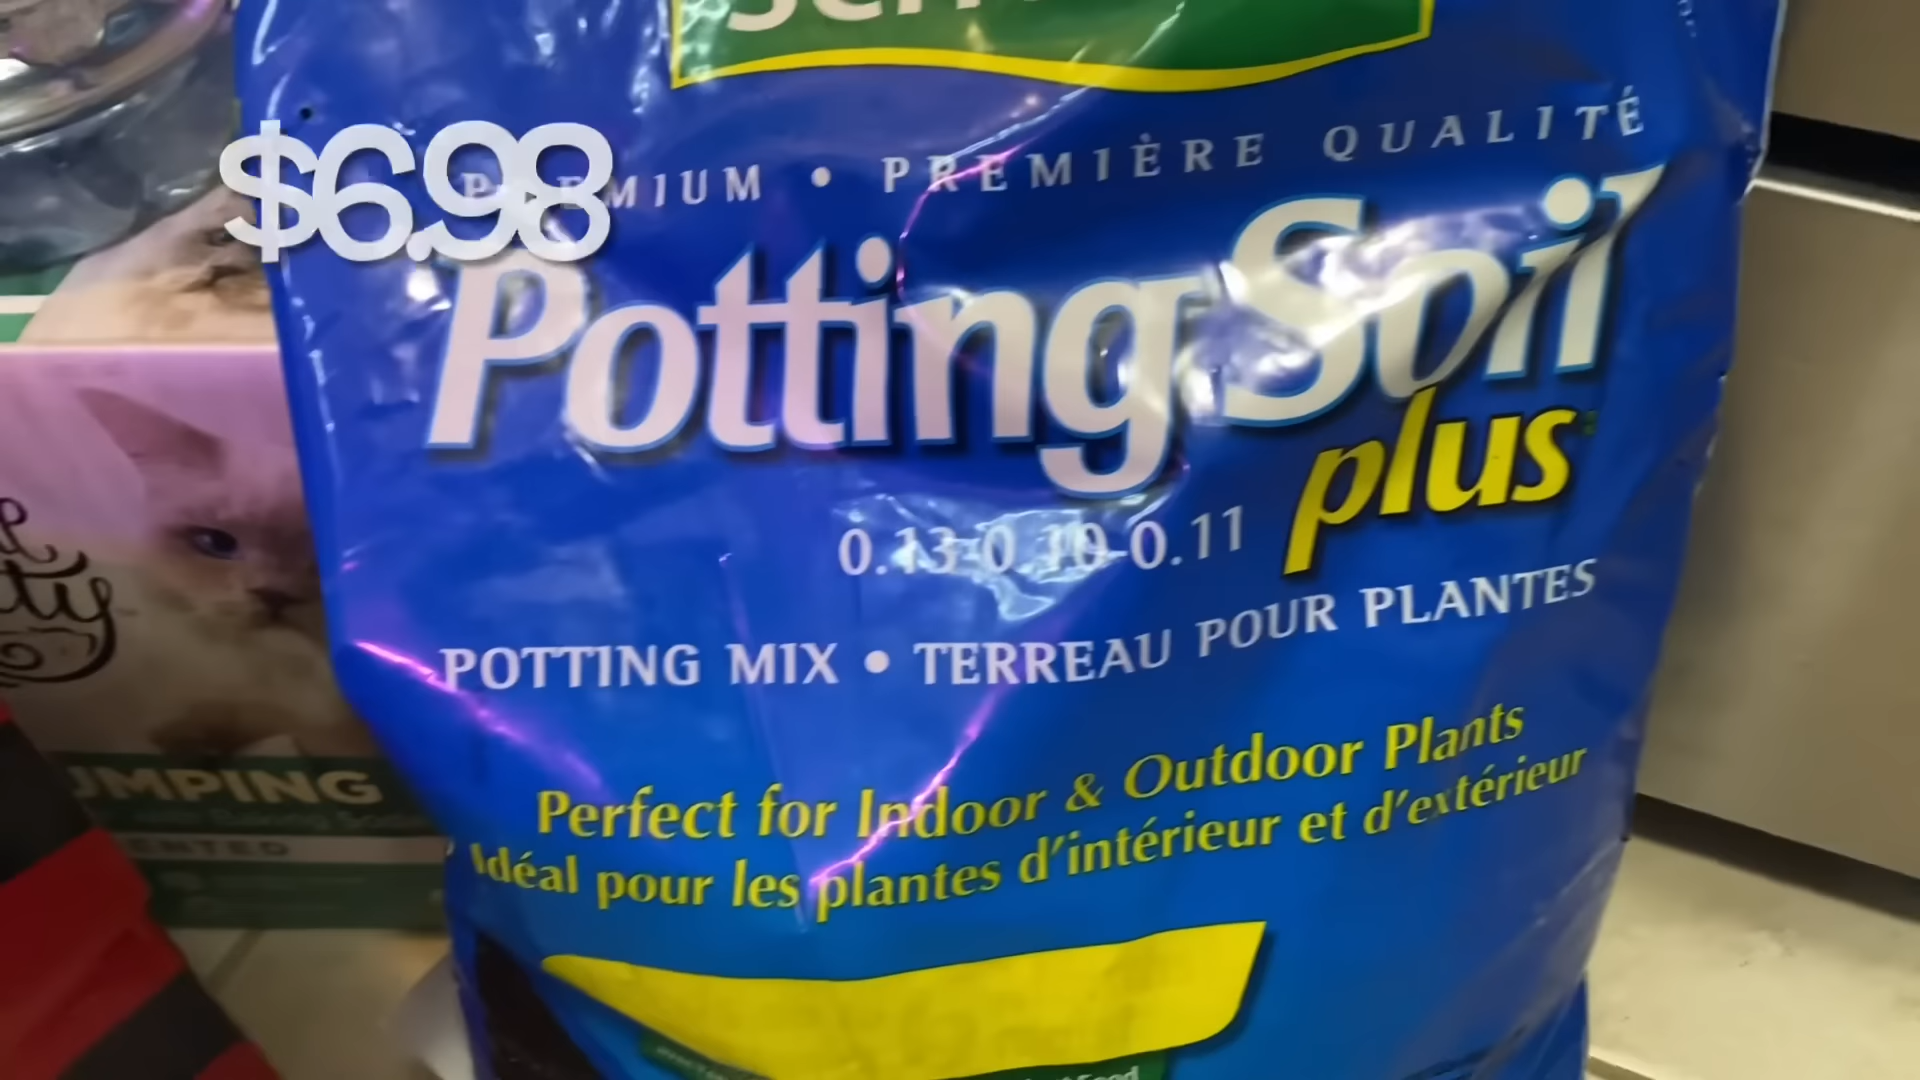 $6.98
PREMIUM • PREMIÈRE QUALITÉ
Potting Soil
plus
0.13-0.10-0.11
POTTING MIX • TERREAU POUR PLANTES
Perfect for Indoor & Outdoor Plants
Idéal pour les plantes d'intérieur et d'extérieur
Food